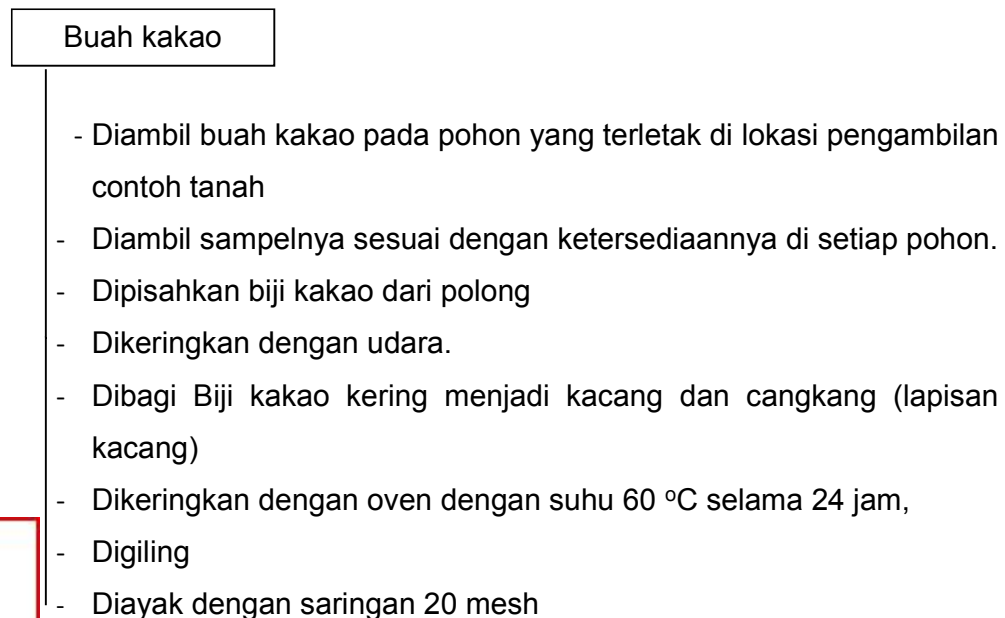 Buah kakao
- Diambil buah kakao pada pohon yang terletak di lokasi pengambilan
contoh tanah
- Diambil sampelnya sesuai dengan ketersediaannya di setiap pohon.
- Dipisahkan biji kakao dari polong
- Dikeringkan dengan udara.
- Dibagi Biji kakao kering menjadi kacang dan cangkang (lapisan
kacang)
- Dikeringkan dengan oven dengan suhu 60 ⁰C selama 24 jam,
- Digiling
- Diayak dengan saringan 20 mesh